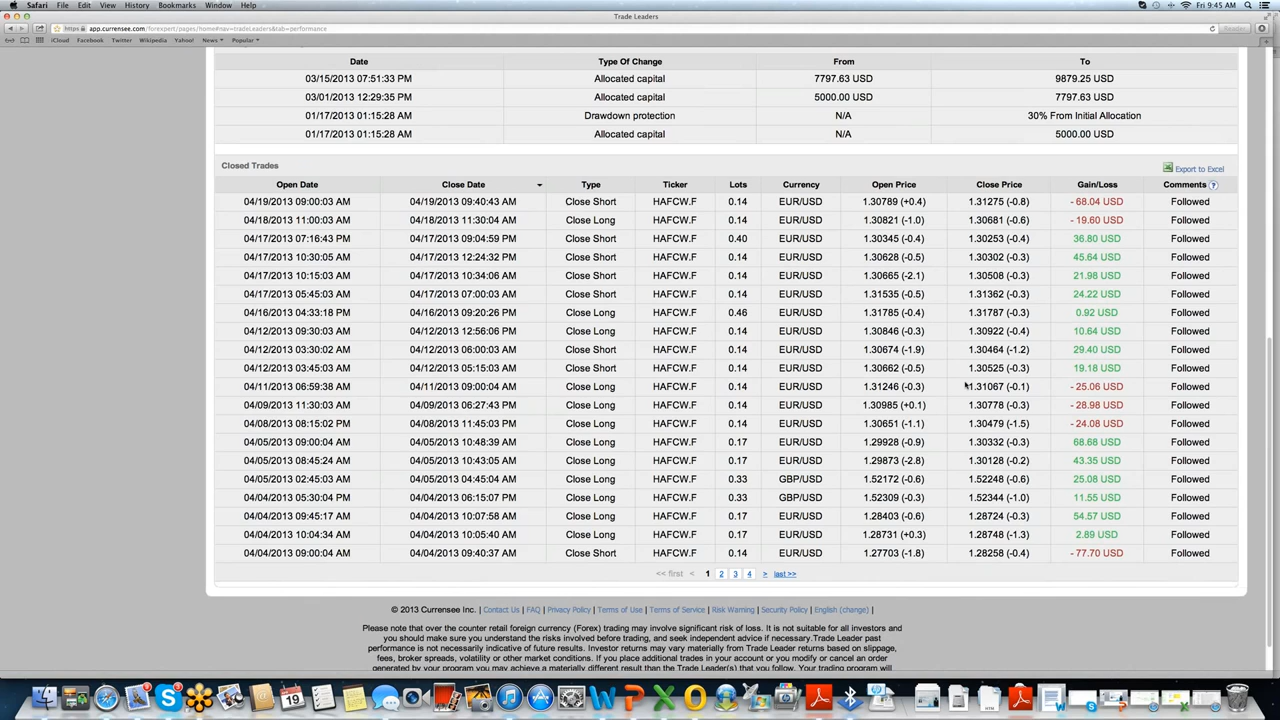 Safari File Edit View History Bookmarks Window Help Fri 9:45 AM
Trade Leaders
https app.currensee.com/forexpert/pages/home#nav=tradeLeaders&tab=performance Reader
iCloud Facebook Twitter Wikipedia Yahoo! News Popular
Date Type Of Change From To
03/15/2013 07:51:33 PM Allocated capital 7797.63 USD 9879.25 USD
03/01/2013 12:29:35 PM Allocated capital 5000.00 USD 7797.63 USD
01/17/2013 01:15:28 AM Drawdown protection N/A 30% From Initial Allocation
01/17/2013 01:15:28 AM Allocated capital N/A 5000.00 USD
Closed Trades Export to Excel
Open Date Close Date Type Ticker Lots Currency Open Price Close Price Gain/Loss Comments ?
04/19/2013 09:00:03 AM 04/19/2013 09:40:43 AM Close Short HAFCW.F 0.14 EUR/USD 1.30789 (+0.4) 1.31275 (-0.8) - 68.04 USD Followed
04/18/2013 11:00:03 AM 04/18/2013 11:30:04 AM Close Long HAFCW.F 0.14 EUR/USD 1.30821 (-1.0) 1.30681 (-0.6) - 19.60 USD Followed
04/17/2013 07:16:43 PM 04/17/2013 09:04:59 PM Close Short HAFCW.F 0.40 EUR/USD 1.30345 (-0.4) 1.30253 (-0.4) 36.80 USD Followed
04/17/2013 10:30:05 AM 04/17/2013 12:24:32 PM Close Short HAFCW.F 0.14 EUR/USD 1.30628 (-0.5) 1.30302 (-0.3) 45.64 USD Followed
04/17/2013 10:15:03 AM 04/17/2013 10:34:06 AM Close Short HAFCW.F 0.14 EUR/USD 1.30665 (-2.1) 1.30508 (-0.3) 21.98 USD Followed
04/17/2013 05:45:03 AM 04/17/2013 07:00:03 AM Close Short HAFCW.F 0.14 EUR/USD 1.31535 (-0.5) 1.31362 (-0.3) 24.22 USD Followed
04/16/2013 04:33:18 PM 04/16/2013 09:20:26 PM Close Long HAFCW.F 0.46 EUR/USD 1.31785 (-0.4) 1.31787 (-0.3) 0.92 USD Followed
04/12/2013 09:30:03 AM 04/12/2013 12:56:06 PM Close Long HAFCW.F 0.14 EUR/USD 1.30846 (-0.3) 1.30922 (-0.4) 10.64 USD Followed
04/12/2013 03:30:02 AM 04/12/2013 06:00:03 AM Close Short HAFCW.F 0.14 EUR/USD 1.30674 (-1.9) 1.30464 (-1.2) 29.40 USD Followed
04/12/2013 03:45:03 AM 04/12/2013 05:15:03 AM Close Short HAFCW.F 0.14 EUR/USD 1.30662 (-0.5) 1.30525 (-0.3) 19.18 USD Followed
04/11/2013 06:59:38 AM 04/11/2013 09:00:04 AM Close Long HAFCW.F 0.14 EUR/USD 1.31246 (-0.3) 1.31067 (-0.1) - 25.06 USD Followed
04/09/2013 11:30:03 AM 04/09/2013 06:27:43 PM Close Long HAFCW.F 0.14 EUR/USD 1.30985 (+0.1) 1.30778 (-0.3) - 28.98 USD Followed
04/08/2013 08:15:02 PM 04/08/2013 11:45:03 PM Close Long HAFCW.F 0.14 EUR/USD 1.30651 (-1.1) 1.30479 (-1.5) - 24.08 USD Followed
04/05/2013 09:00:04 AM 04/05/2013 10:48:39 AM Close Long HAFCW.F 0.17 EUR/USD 1.29928 (-0.9) 1.30332 (-0.3) 68.68 USD Followed
04/05/2013 08:45:24 AM 04/05/2013 10:43:05 AM Close Long HAFCW.F 0.17 EUR/USD 1.29873 (-2.8) 1.30128 (-0.2) 43.35 USD Followed
04/05/2013 02:45:03 AM 04/05/2013 04:45:04 AM Close Long HAFCW.F 0.33 GBP/USD 1.52172 (-0.6) 1.52248 (-0.6) 25.08 USD Followed
04/04/2013 05:30:04 PM 04/04/2013 06:15:07 PM Close Long HAFCW.F 0.33 GBP/USD 1.52309 (-0.3) 1.52344 (-1.0) 11.55 USD Followed
04/04/2013 09:45:17 AM 04/04/2013 10:07:58 AM Close Long HAFCW.F 0.17 EUR/USD 1.28403 (-0.6) 1.28724 (-0.3) 54.57 USD Followed
04/04/2013 10:04:34 AM 04/04/2013 10:05:40 AM Close Long HAFCW.F 0.17 EUR/USD 1.28731 (+0.3) 1.28748 (-1.3) 2.89 USD Followed
04/04/2013 09:00:04 AM 04/04/2013 09:40:37 AM Close Short HAFCW.F 0.14 EUR/USD 1.27703 (-1.8) 1.28258 (-0.4) - 77.70 USD Followed
<< first < 1 2 3 4 > last >>
© 2013 Currensee Inc. | Contact Us | FAQ | Privacy Policy | Terms of Use | Terms of Service | Risk Warning | Security Policy | English (change) |
Please note that over the counter retail foreign currency (Forex) trading may involve significant risk of loss. It is not suitable for all investors and
you should make sure you understand the risks involved before trading, and seek independent advice if necessary.Trade Leader past
performance is not necessarily indicative of future results. Investor returns may vary materially from Trade Leader returns based on slippage,
fees, broker spreads, volatility or other market conditions. If you place additional trades in your account or you modify or cancel an order
generated by your program you may achieve a materially different result than the Trade Leader(s) in your program. Your trading program